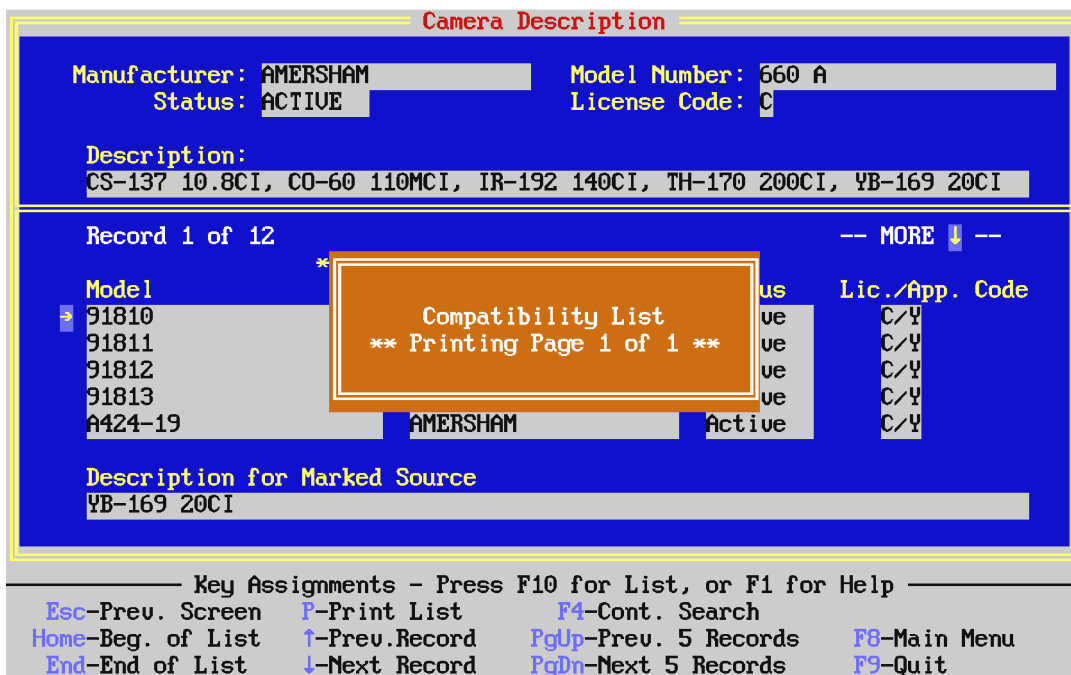 Camera Description
Manufacturer: AMERSHAM Model Number: 660 A
Status: ACTIVE License Code: C
Description:
CS-137 10.8CI, CO-60 110MCI, IR-192 140CI, TH-170 200CI, YB-169 20CI
Record 1 of 12 -- MORE ↓ --
*
Model us Lic./App. Code
→ 91810 Compatibility List ve C/Y
91811 ** Printing Page 1 of 1 ** ve C/Y
91812 ve C/Y
91813 ve C/Y
A424-19 AMERSHAM Active C/Y
Description for Marked Source
YB-169 20CI
Key Assignments - Press F10 for List, or F1 for Help
Esc-Prev. Screen P-Print List F4-Cont. Search
Home-Beg. of List ↑-Prev.Record PgUp-Prev. 5 Records F8-Main Menu
End-End of List ↓-Next Record PgDn-Next 5 Records F9-Quit